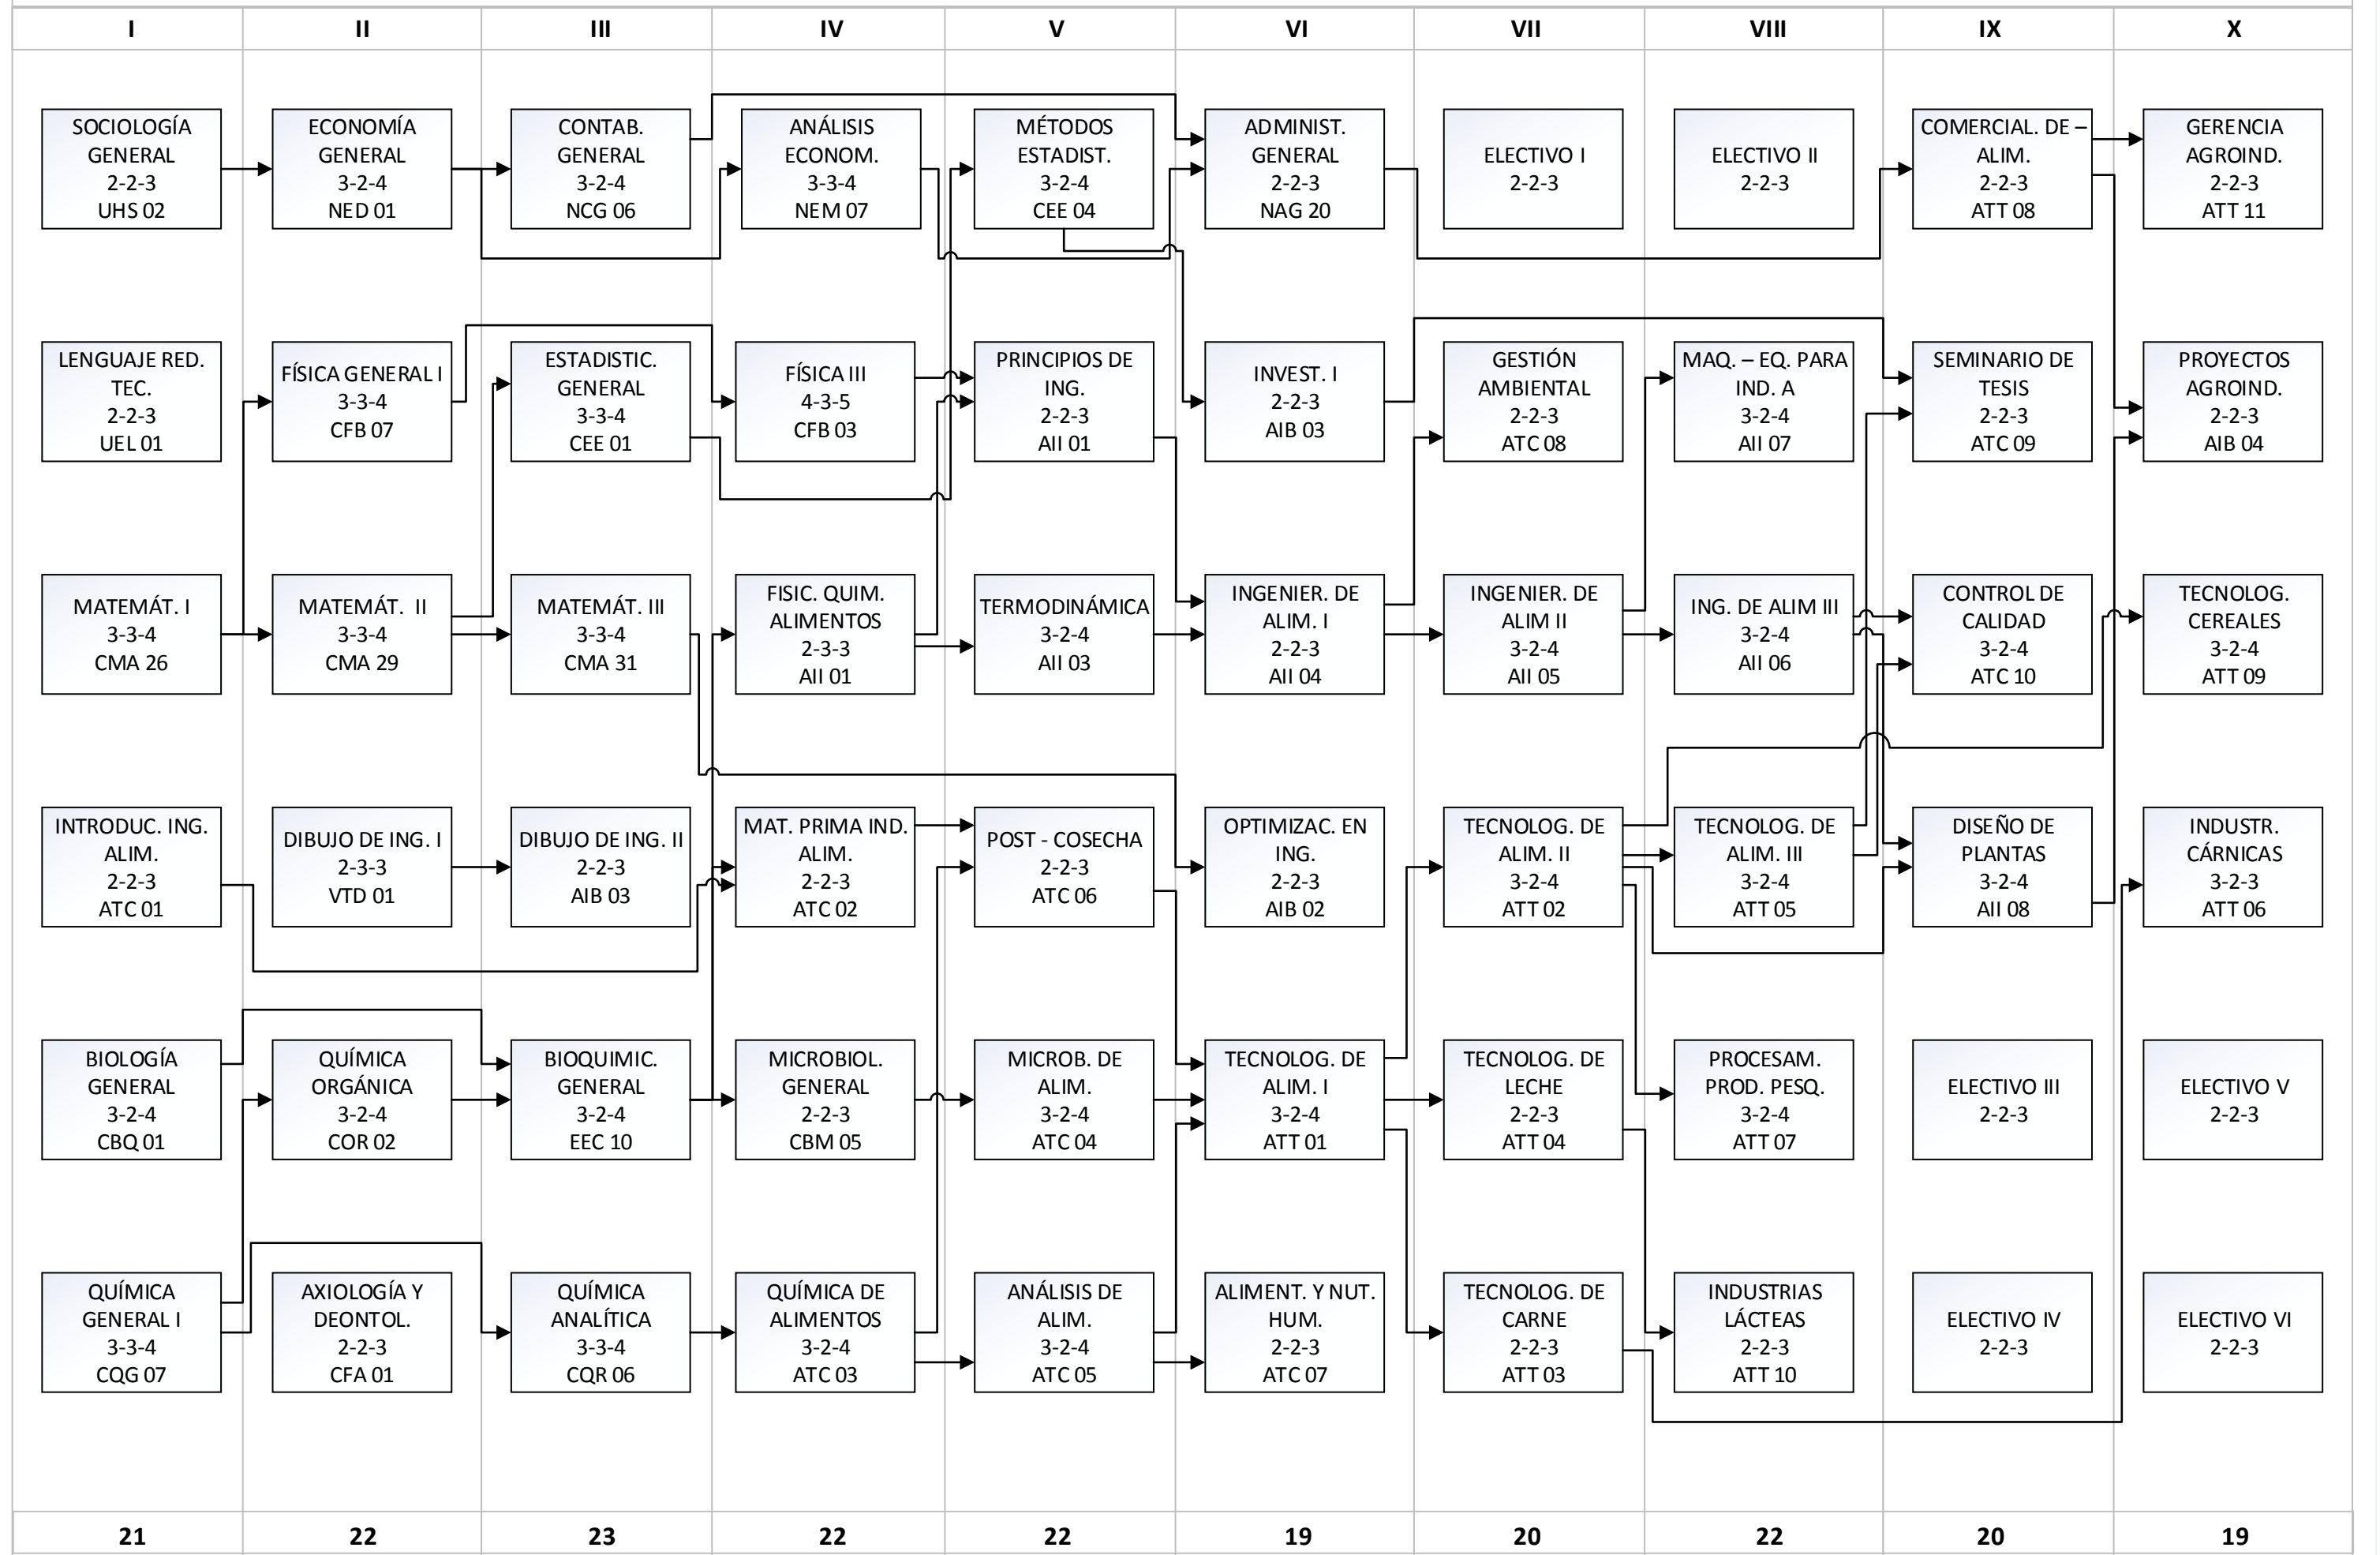 I
II
III
IV
V
VI
VII
VIII
IX
X
SOCIOLOGÍA
GENERAL
2-2-3
UHS 02
ECONOMÍA
GENERAL
3-2-4
NED 01
CONTAB.
GENERAL
3-2-4
NCG 06
ANÁLISIS
ECONOM.
3-3-4
NEM 07
MÉTODOS
ESTADIST.
3-2-4
CEE 04
ADMINIST.
GENERAL
2-2-3
NAG 20
ELECTIVO I
2-2-3
ELECTIVO II
2-2-3
COMERCIAL. DE –
ALIM.
2-2-3
ATT 08
GERENCIA
AGROIND.
2-2-3
ATT 11
LENGUAJE RED.
TEC.
2-2-3
UEL 01
FÍSICA GENERAL I
3-3-4
CFB 07
ESTADISTIC.
GENERAL
3-3-4
CEE 01
FÍSICA III
4-3-5
CFB 03
PRINCIPIOS DE
ING.
2-2-3
AII 01
INVEST. I
2-2-3
AIB 03
GESTIÓN
AMBIENTAL
2-2-3
ATC 08
MAQ. – EQ. PARA
IND. A
3-2-4
AII 07
SEMINARIO DE
TESIS
2-2-3
ATC 09
PROYECTOS
AGROIND.
2-2-3
AIB 04
MATEMÁT. I
3-3-4
CMA 26
MATEMÁT. II
3-3-4
CMA 29
MATEMÁT. III
3-3-4
CMA 31
FISIC. QUIM.
ALIMENTOS
2-3-3
AII 01
TERMODINÁMICA
3-2-4
AII 03
INGENIER. DE
ALIM. I
2-2-3
AII 04
INGENIER. DE
ALIM II
3-2-4
AII 05
ING. DE ALIM III
3-2-4
AII 06
CONTROL DE
CALIDAD
3-2-4
ATC 10
TECNOLOG.
CEREALES
3-2-4
ATT 09
INTRODUC. ING.
ALIM.
2-2-3
ATC 01
DIBUJO DE ING. I
2-3-3
VTD 01
DIBUJO DE ING. II
2-2-3
AIB 03
MAT. PRIMA IND.
ALIM.
2-2-3
ATC 02
POST - COSECHA
2-2-3
ATC 06
OPTIMIZAC. EN
ING.
2-2-3
AIB 02
TECNOLOG. DE
ALIM. II
3-2-4
ATT 02
TECNOLOG. DE
ALIM. III
3-2-4
ATT 05
DISEÑO DE
PLANTAS
3-2-4
AII 08
INDUSTR.
CÁRNICAS
3-2-3
ATT 06
BIOLOGÍA
GENERAL
3-2-4
CBQ 01
QUÍMICA
ORGÁNICA
3-2-4
COR 02
BIOQUIMIC.
GENERAL
3-2-4
EEC 10
MICROBIOL.
GENERAL
2-2-3
CBM 05
MICROB. DE
ALIM.
3-2-4
ATC 04
TECNOLOG. DE
ALIM. I
3-2-4
ATT 01
TECNOLOG. DE
LECHE
2-2-3
ATT 04
PROCESAM.
PROD. PESQ.
3-2-4
ATT 07
ELECTIVO III
2-2-3
ELECTIVO V
2-2-3
QUÍMICA
GENERAL I
3-3-4
CQG 07
AXIOLOGÍA Y
DEONTOL.
2-2-3
CFA 01
QUÍMICA
ANALÍTICA
3-3-4
CQR 06
QUÍMICA DE
ALIMENTOS
3-2-4
ATC 03
ANÁLISIS DE
ALIM.
3-2-4
ATC 05
ALIMENT. Y NUT.
HUM.
2-2-3
ATC 07
TECNOLOG. DE
CARNE
2-2-3
ATT 03
INDUSTRIAS
LÁCTEAS
2-2-3
ATT 10
ELECTIVO IV
2-2-3
ELECTIVO VI
2-2-3
21
22
23
22
22
19
20
22
20
19